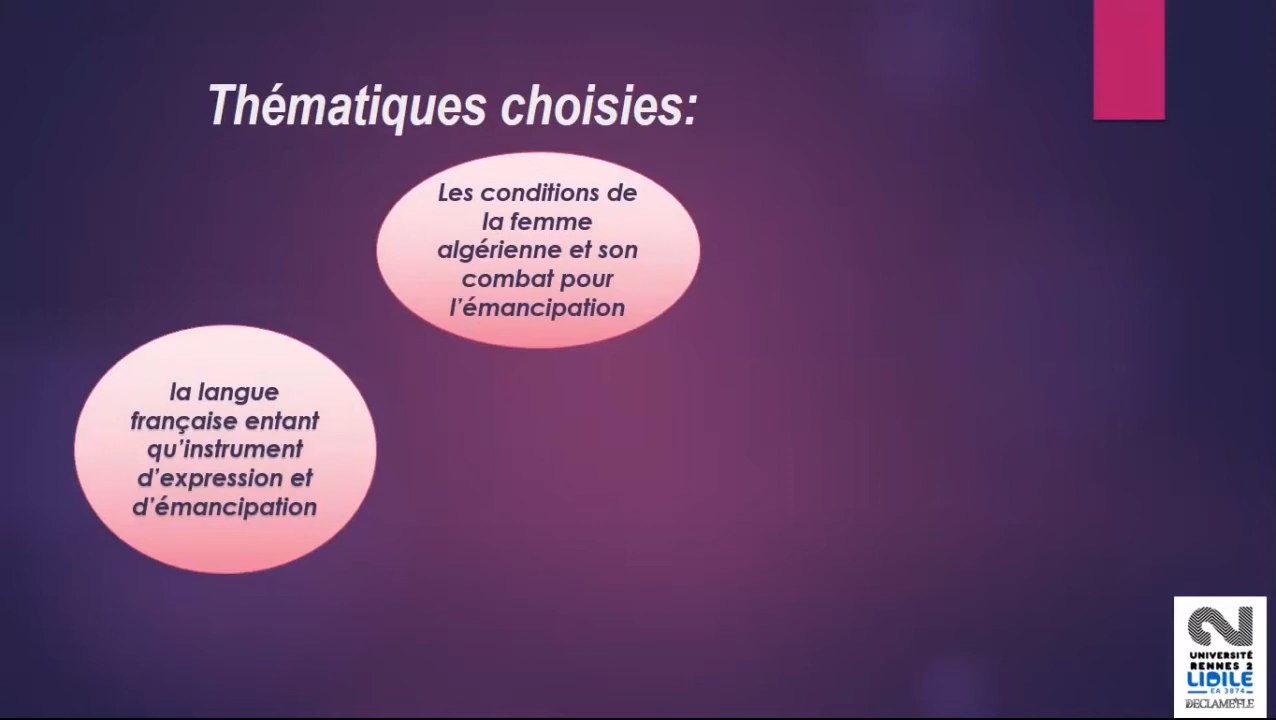 Thématiques choisies:
Les conditions de
la femme
algérienne et son
combat pour
l’émancipation
la langue
française entant
qu’instrument
d’expression et
d’émancipation
UNIVERSITÉ
RENNES 2
LIDILE
EA 3874
DECLAME'FLE